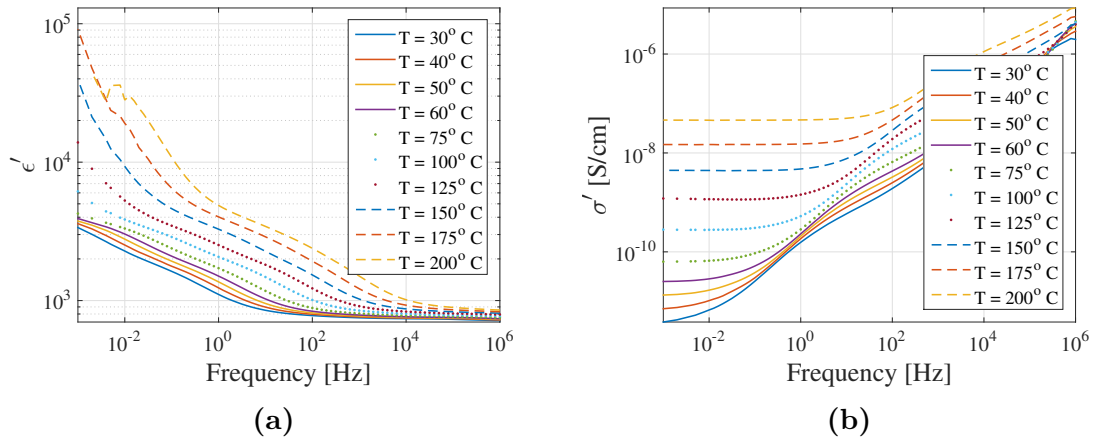 10^5
10^4
10^3
ϵ′
10^-2
10^0
10^2
10^4
10^6
Frequency [Hz]
T = 30° C
T = 40° C
T = 50° C
T = 60° C
T = 75° C
T = 100° C
T = 125° C
T = 150° C
T = 175° C
T = 200° C
(a)
10^-6
10^-8
10^-10
σ′ [S/cm]
10^-2
10^0
10^2
10^4
10^6
Frequency [Hz]
T = 30° C
T = 40° C
T = 50° C
T = 60° C
T = 75° C
T = 100° C
T = 125° C
T = 150° C
T = 175° C
T = 200° C
(b)